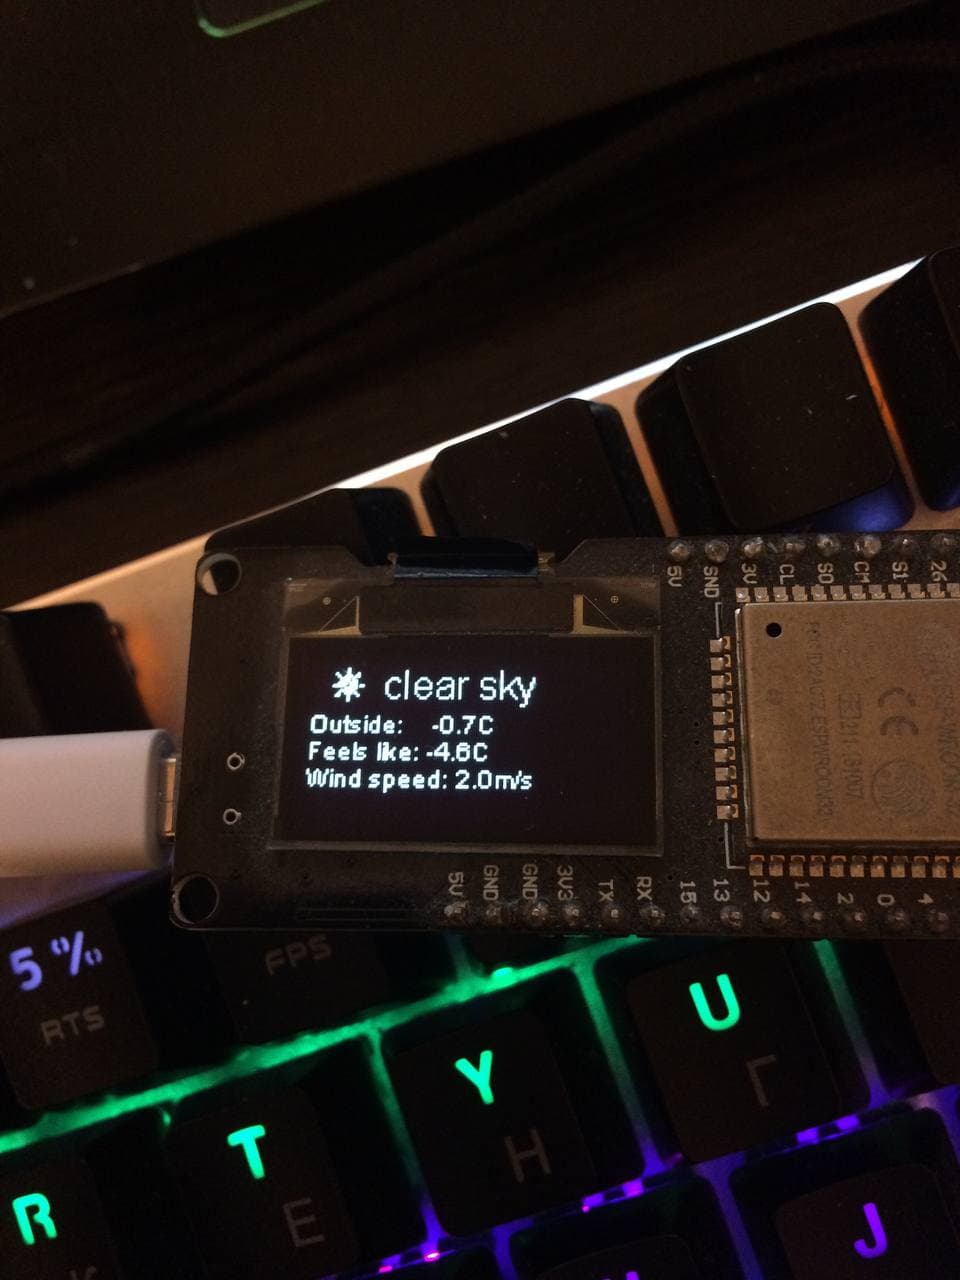 5V GND 3V CL SO CM S1 26
clear sky
Outside: -0.7C
Feels like: -4.6C
Wind speed: 2.0m/s
5V GND GND 3V3 TX RX 15 13 12 14 2 0 4
5 %
RTS
FPS
U
Г
Y
Н
T
Е
R
J